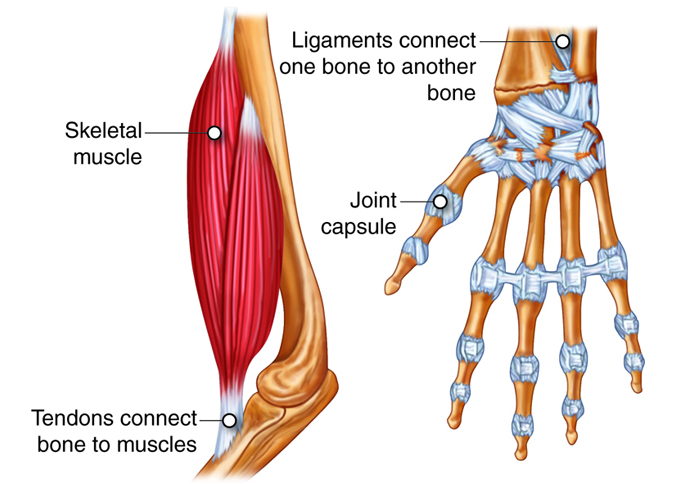 Ligaments connect
one bone to another
bone
Skeletal
muscle
Joint
capsule
Tendons connect
bone to muscles